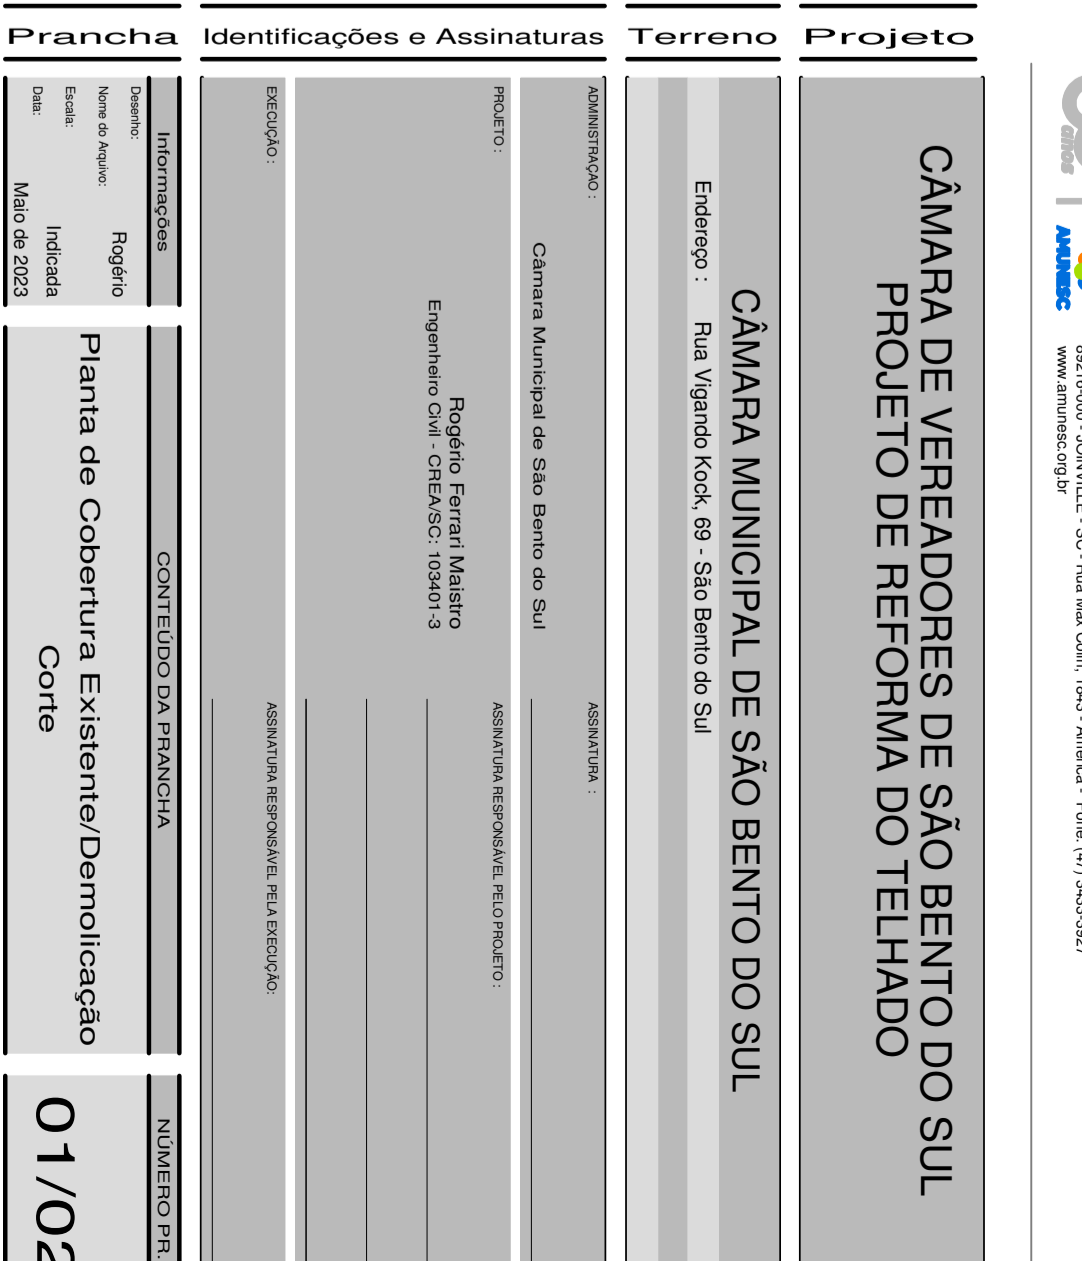 anos
AMUNESC
www.amunesc.org.br
Projeto
CÂMARA DE VEREADORES DE SÃO BENTO DO SUL
PROJETO DE REFORMA DO TELHADO
Terreno
CÂMARA MUNICIPAL DE SÃO BENTO DO SUL
Endereço : Rua Vigando Kock, 69 - São Bento do Sul
Identificações e Assinaturas
ADMINISTRAÇAO : ASSINATURA :
Câmara Municipal de São Bento do Sul
PROJETO : ASSINATURA RESPONSÁVEL PELO PROJETO :
Rogério Ferrari Maistro
Engenheiro Civil - CREA/SC: 103401-3
EXECUÇÃO : ASSINATURA RESPONSÁVEL PELA EXECUÇÃO:
Prancha
Informações
Desenho: Rogério
Nome do Arquivo:
Escala: Indicada
Data: Maio de 2023
CONTEÚDO DA PRANCHA
Planta de Cobertura Existente/Demolicação
Corte
NÚMERO PR.
01/02